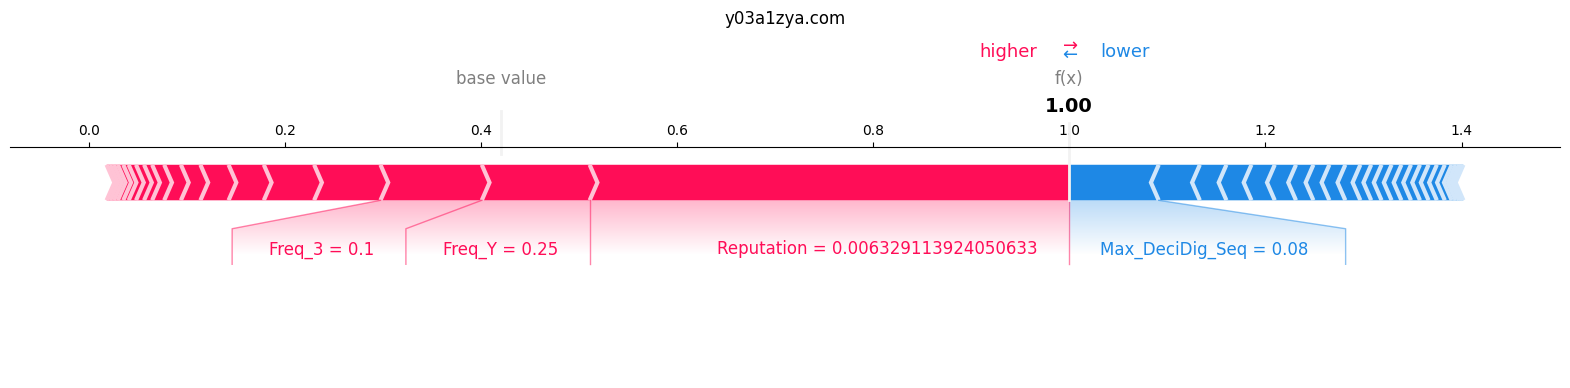 y03a1zya.com
higher → ← lower
base value f(x)
1.00
0.0 0.2 0.4 0.6 0.8 1.0 1.2 1.4
Freq_3 = 0.1 Freq_Y = 0.25 Reputation = 0.006329113924050633 Max_DeciDig_Seq = 0.08